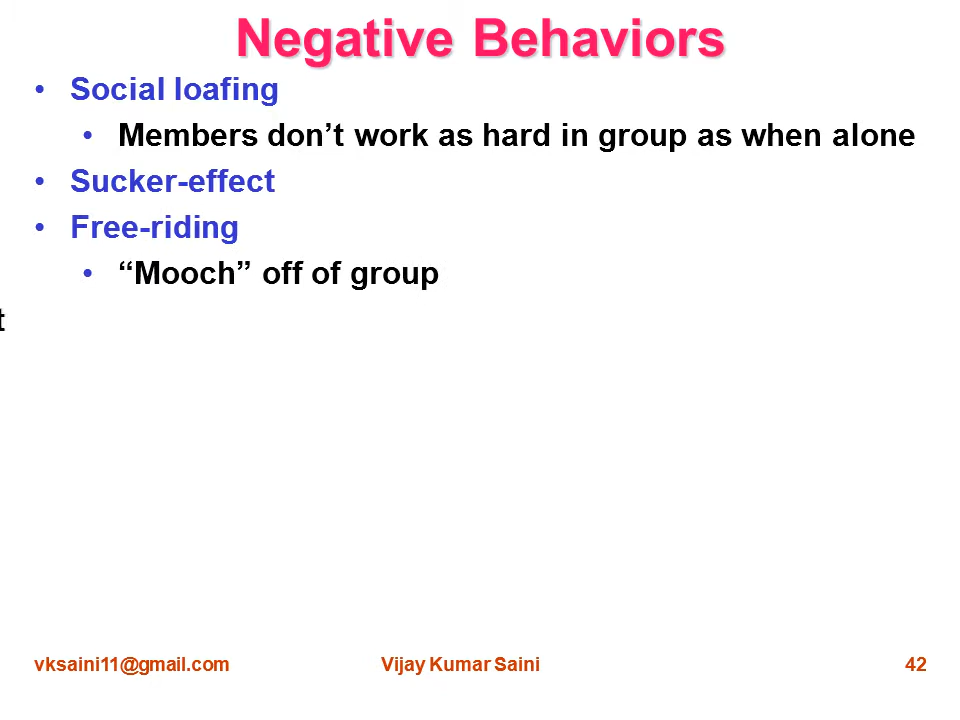 Negative Behaviors
• Social loafing
• Members don’t work as hard in group as when alone
• Sucker-effect
• Free-riding
• “Mooch” off of group
t
vksaini11@gmail.com Vijay Kumar Saini 42